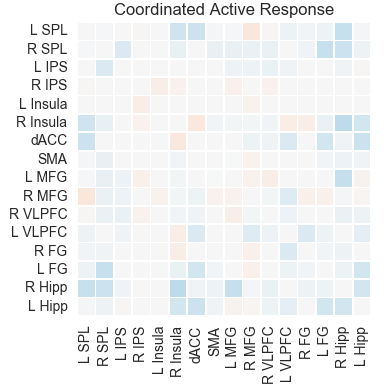 Coordinated Active Response
L SPL
R SPL
L IPS
R IPS
L Insula
R Insula
dACC
SMA
L MFG
R MFG
R VLPFC
L VLPFC
R FG
L FG
R Hipp
L Hipp
L SPL
R SPL
L IPS
R IPS
L Insula
R Insula
dACC
SMA
L MFG
R MFG
R VLPFC
L VLPFC
R FG
L FG
R Hipp
L Hipp